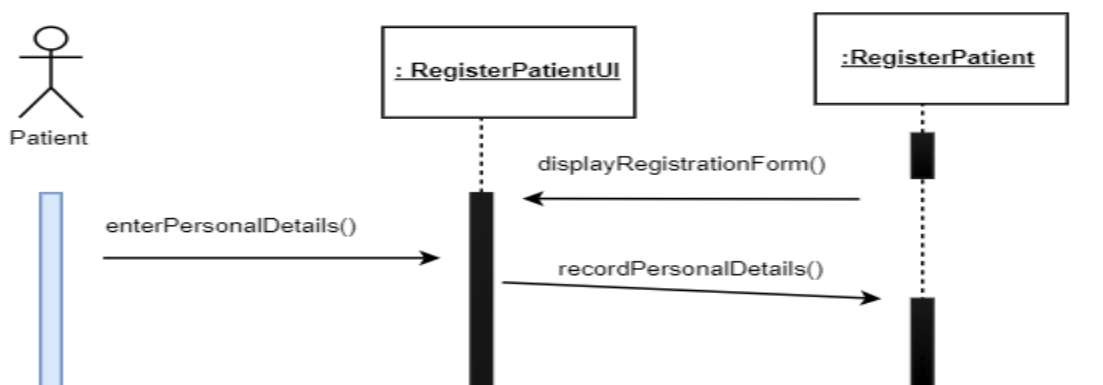 : RegisterPatientUI
:RegisterPatient
Patient
displayRegistrationForm()
enterPersonalDetails()
recordPersonalDetails()